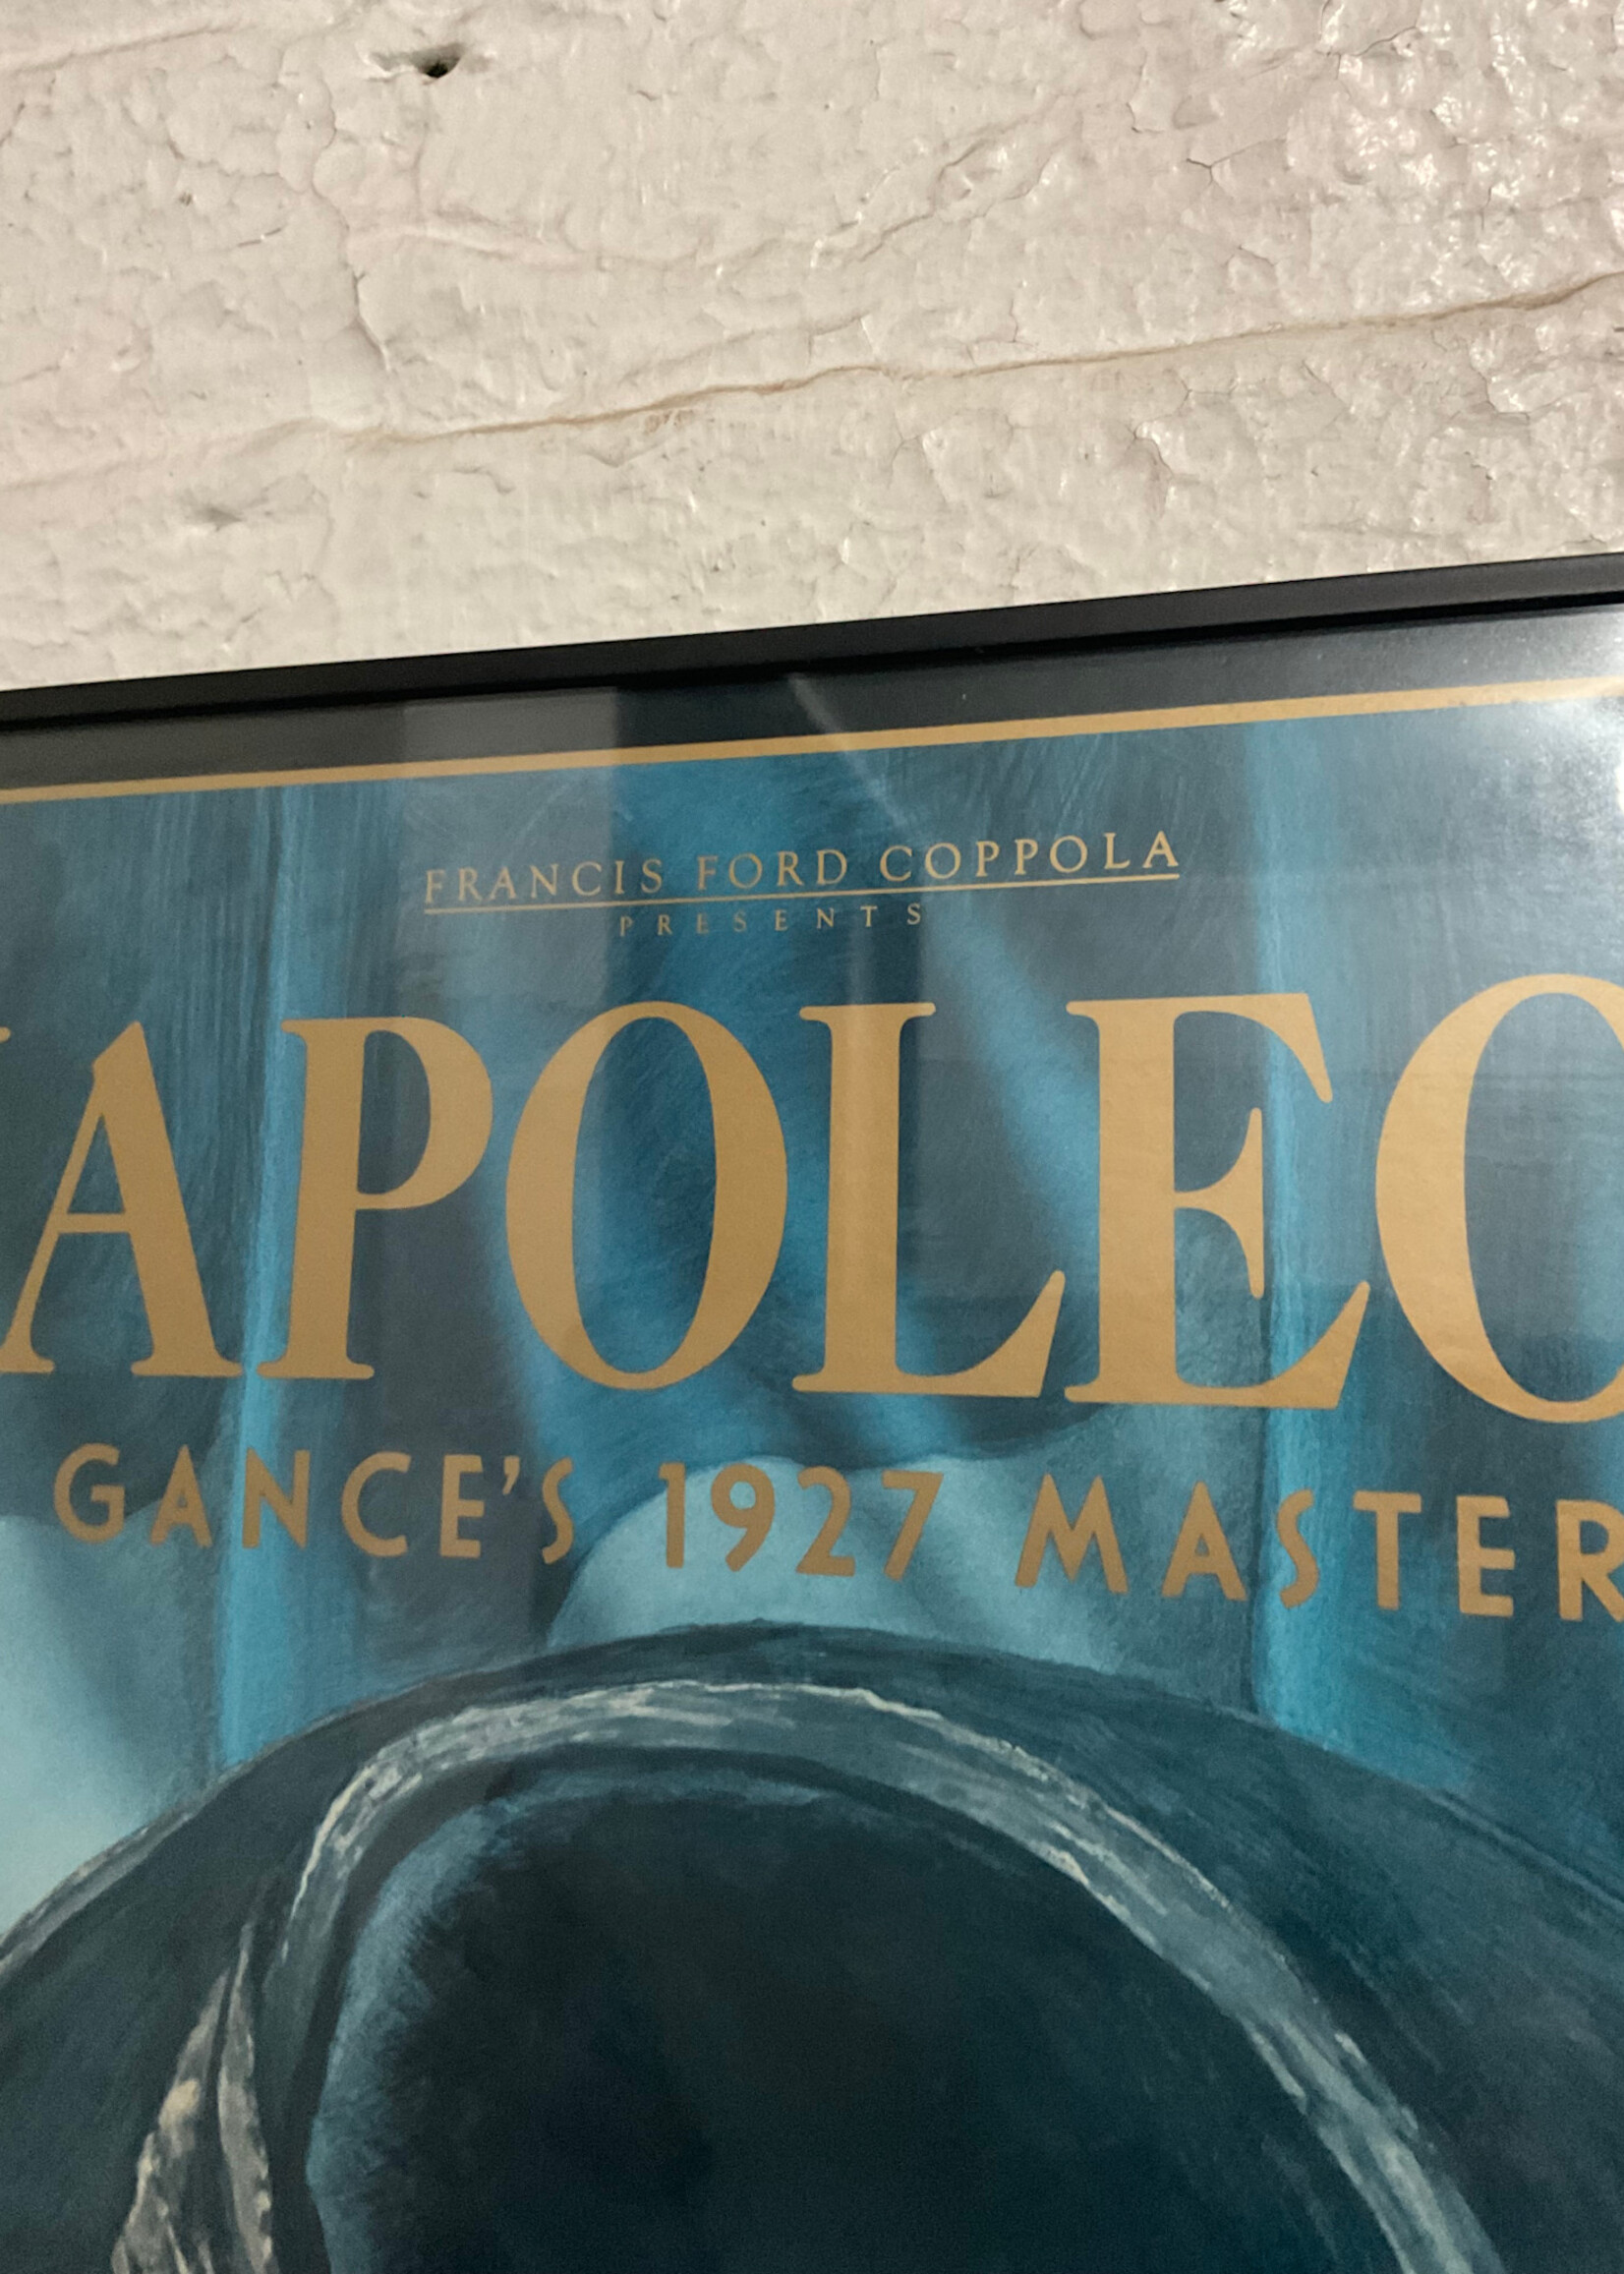 FRANCIS FORD COPPOLA
PRESENTS
APOLEO
GANCE'S 1927 MASTER